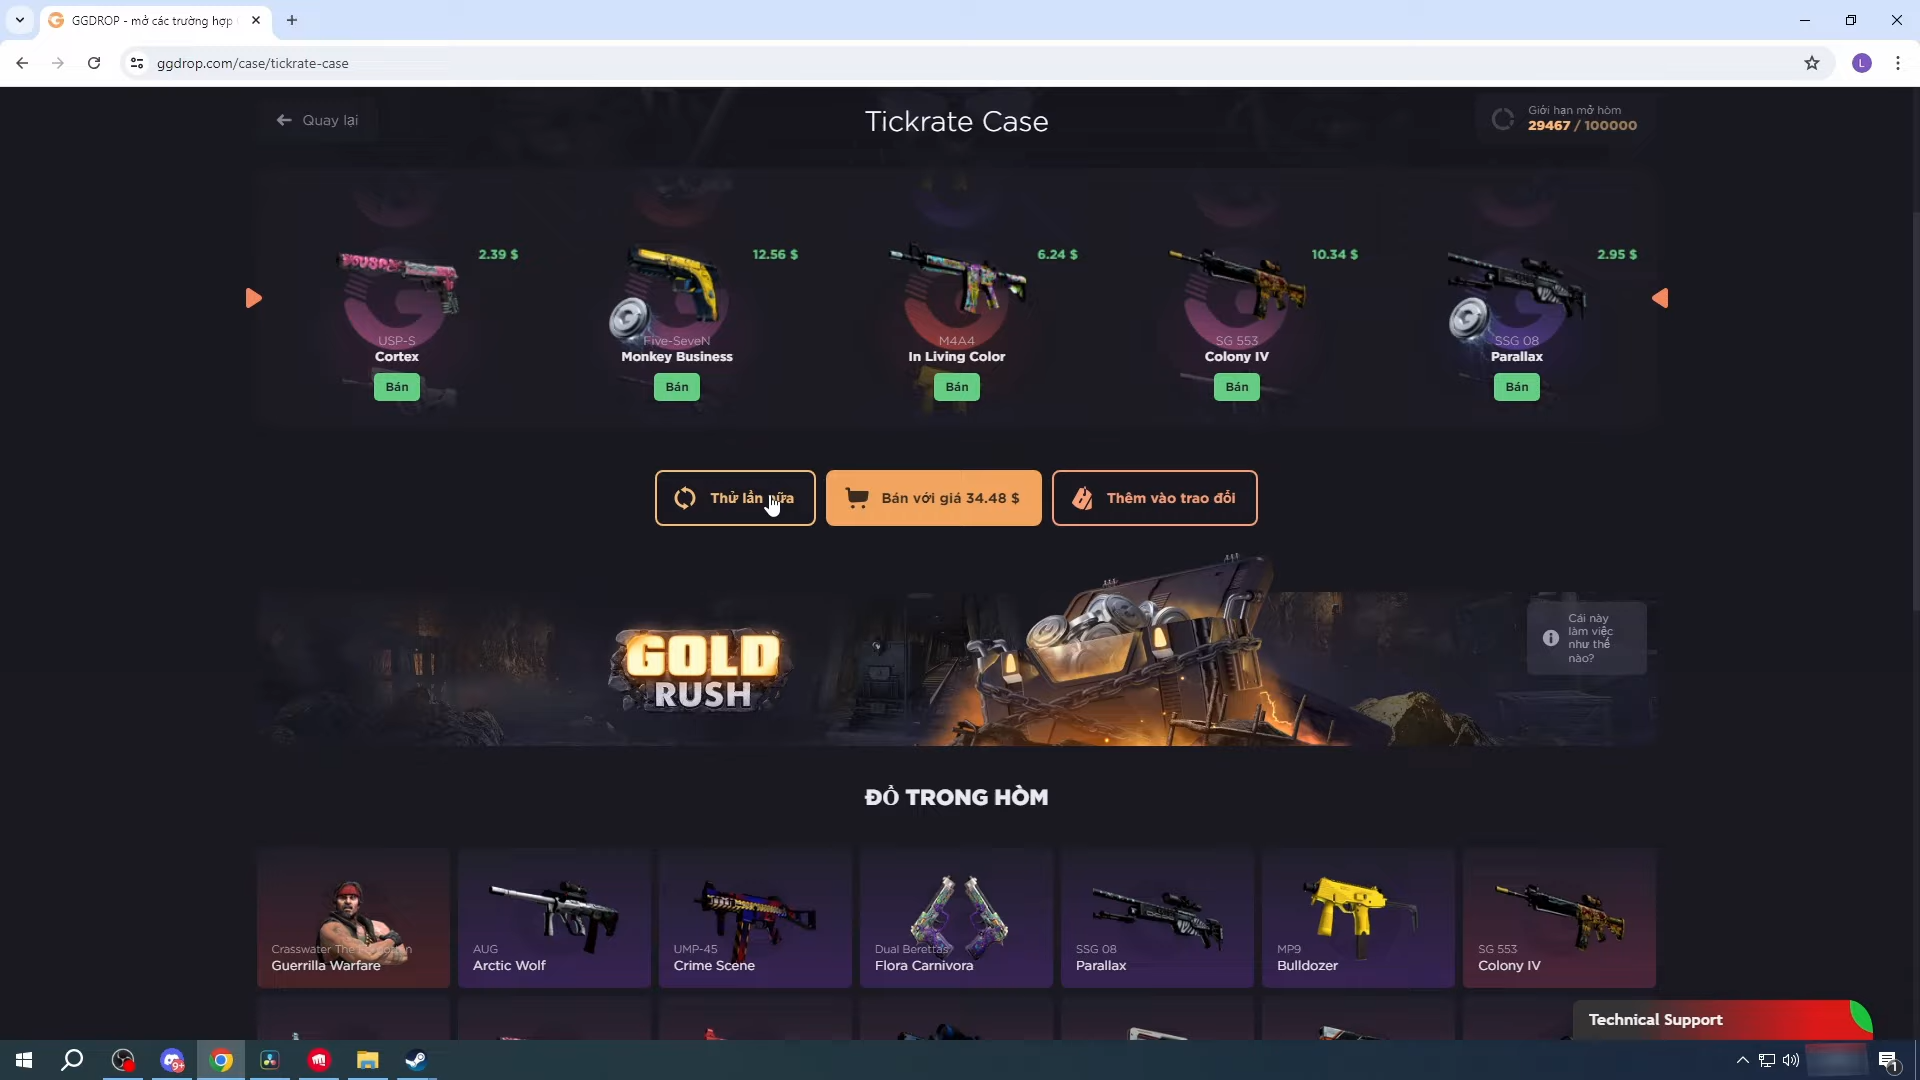 GGDROP - mở các trường hợp
ggdrop.com/case/tickrate-case
L
Quay lại
Tickrate Case
Giới hạn mở hòm
29467 / 100000
2.39 $
12.56 $
6.24 $
10.34 $
2.95 $
USP-S
Five-SeveN
M4A4
SG 553
SSG 08
Cortex
Monkey Business
In Living Color
Colony IV
Parallax
Bán
Bán
Bán
Bán
Bán
Thử lần nữa
Bán với giá 34.48 $
Thêm vào trao đổi
GOLD
RUSH
Cái này
làm việc
như thế
nào?
ĐỒ TRONG HÒM
Crasswater The Forgotten
AUG
UMP-45
Dual Berettas
SSG 08
MP9
SG 553
Guerrilla Warfare
Arctic Wolf
Crime Scene
Flora Carnivora
Parallax
Bulldozer
Colony IV
Technical Support
9+
1